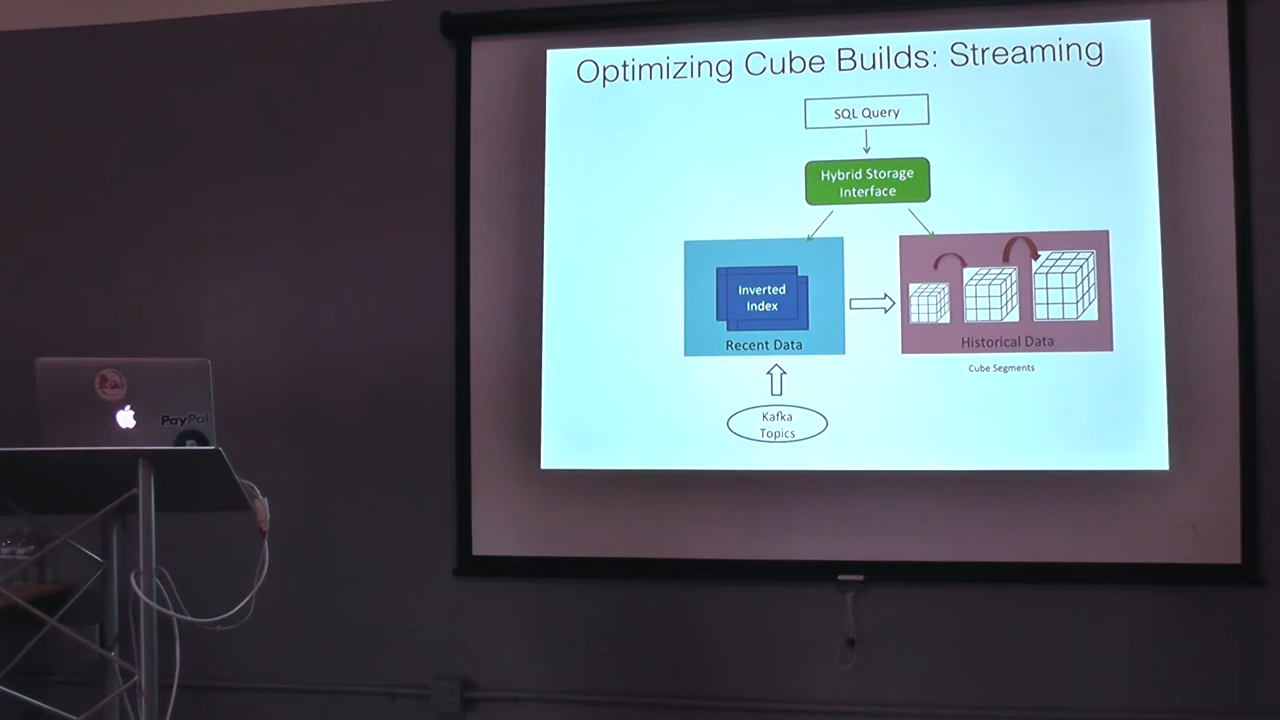 Optimizing Cube Builds: Streaming
SQL Query
Hybrid Storage
Interface
Inverted
Index
Recent Data
Historical Data
Cube Segments
Kafka
Topics
PayPal